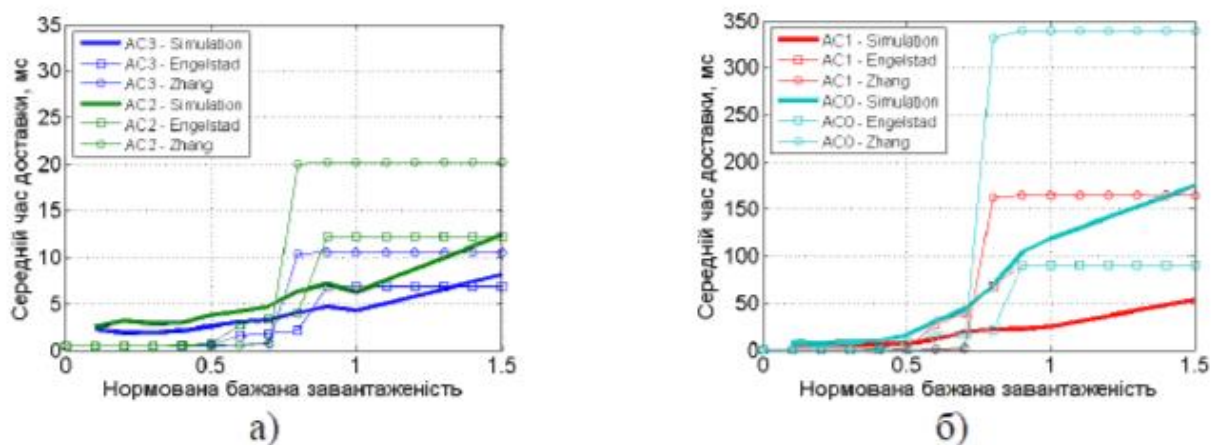 35
30
25
20
15
10
5
0
Середній час доставки, мс
AC3 - Simulation
AC3 - Engelstad
AC3 - Zhang
AC2 - Simulation
AC2 - Engelstad
AC2 - Zhang
0
0.5
1
1.5
Нормована бажана завантаженість
а)
350
300
250
200
150
100
50
0
Середній час доставки, мс
AC1 - Simulation
AC1 - Engelstad
AC1 - Zhang
AC0 - Simulation
AC0 - Engelstad
AC0 - Zhang
0
0.5
1
1.5
Нормована бажана завантаженість
б)